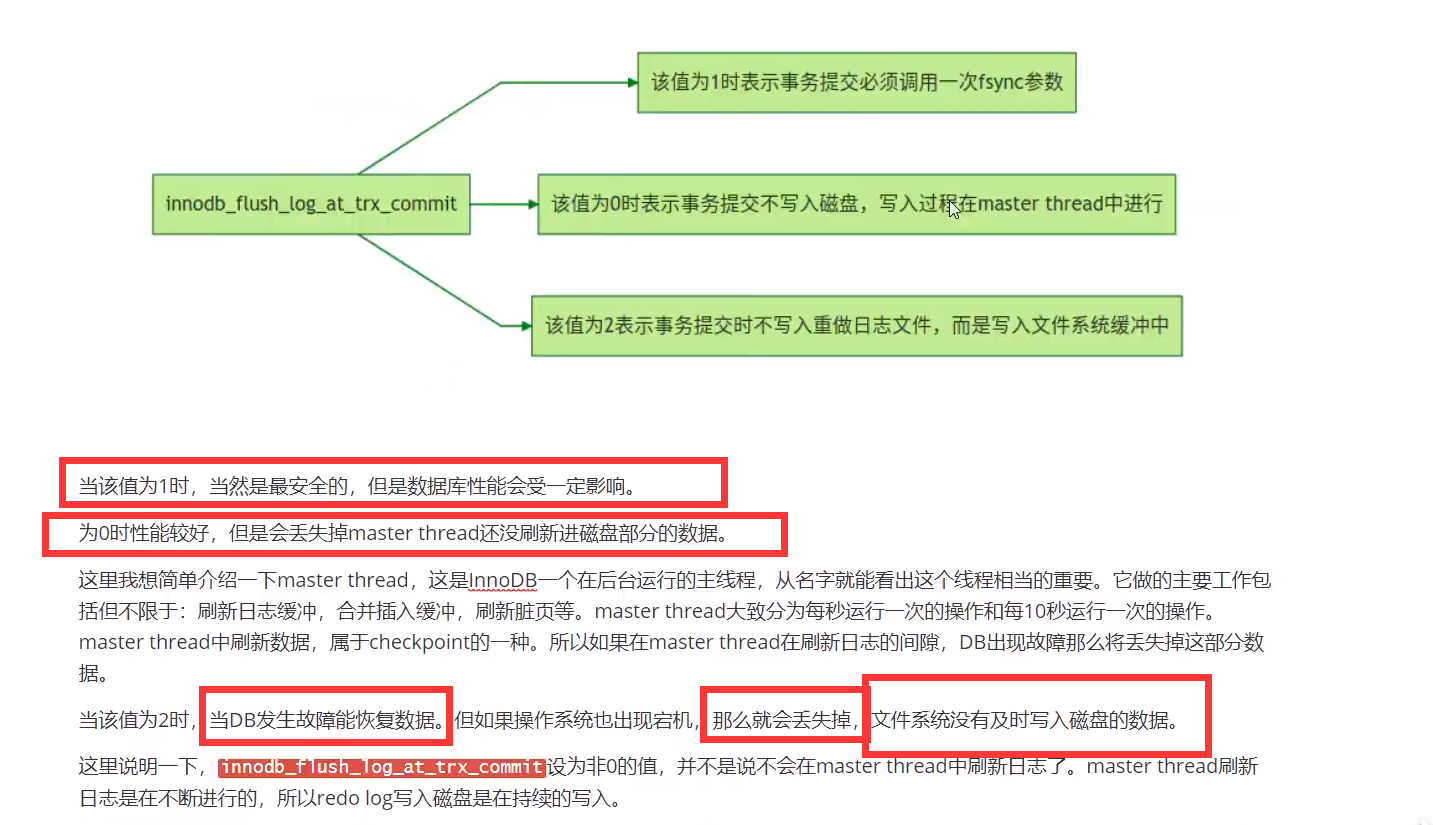 该值为1时表示事务提交必须调用一次fsync参数
innodb_flush_log_at_trx_commit
该值为0时表示事务提交不写入磁盘，写入过程在master thread中进行
该值为2表示事务提交时不写入重做日志文件，而是写入文件系统缓冲中
当该值为1时，当然是最安全的，但是数据库性能会受一定影响。
为0时性能较好，但是会丢失掉master thread还没刷新进磁盘部分的数据。
这里我想简单介绍一下master thread，这是InnoDB一个在后台运行的主线程，从名字就能看出这个线程相当的重要。它做的主要工作包
括但不限于：刷新日志缓冲，合并插入缓冲，刷新脏页等。master thread大致分为每秒运行一次的操作和每10秒运行一次的操作。
master thread中刷新数据，属于checkpoint的一种。所以如果在master thread在刷新日志的间隙，DB出现故障那么将丢失掉这部分数
据。
当该值为2时，当DB发生故障能恢复数据。但如果操作系统也出现宕机，那么就会丢失掉，文件系统没有及时写入磁盘的数据。
这里说明一下，innodb_flush_log_at_trx_commit设为非0的值，并不是说不会在master thread中刷新日志了。master thread刷新
日志是在不断进行的，所以redo log写入磁盘是在持续的写入。